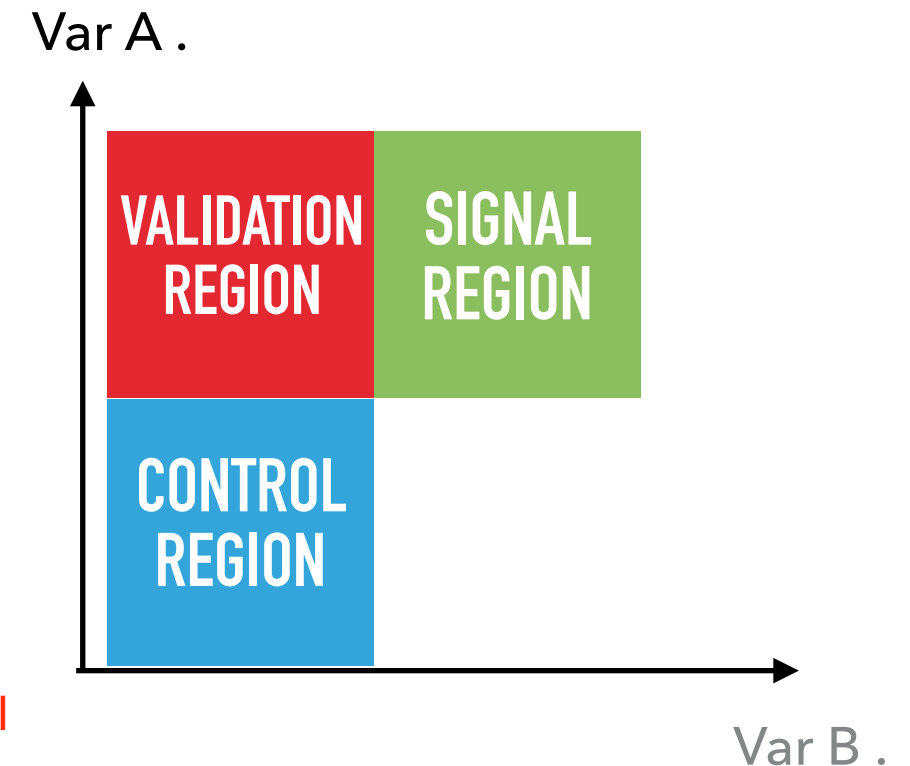 Var A .
VALIDATION
REGION
SIGNAL
REGION
CONTROL
REGION
Var B .